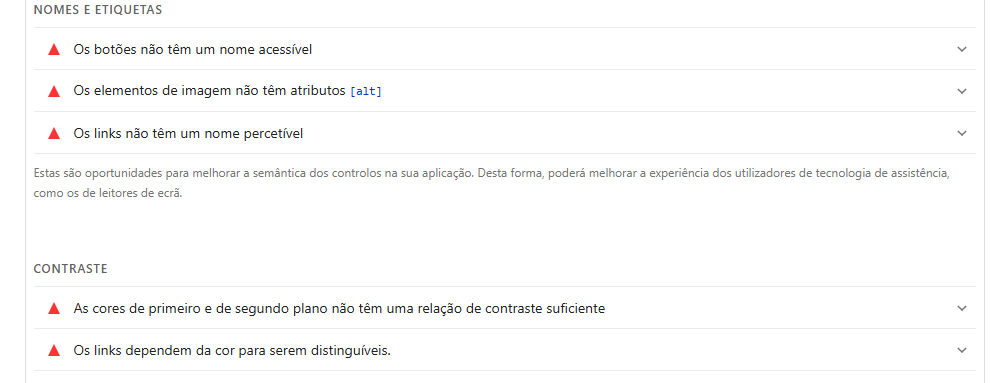 NOMES E ETIQUETAS
Os botões não têm um nome acessível
Os elementos de imagem não têm atributos [alt]
Os links não têm um nome percetível
Estas são oportunidades para melhorar a semântica dos controlos na sua aplicação. Desta forma, poderá melhorar a experiência dos utilizadores de tecnologia de assistência,
como os de leitores de ecrã.
CONTRASTE
As cores de primeiro e de segundo plano não têm uma relação de contraste suficiente
Os links dependem da cor para serem distinguíveis.